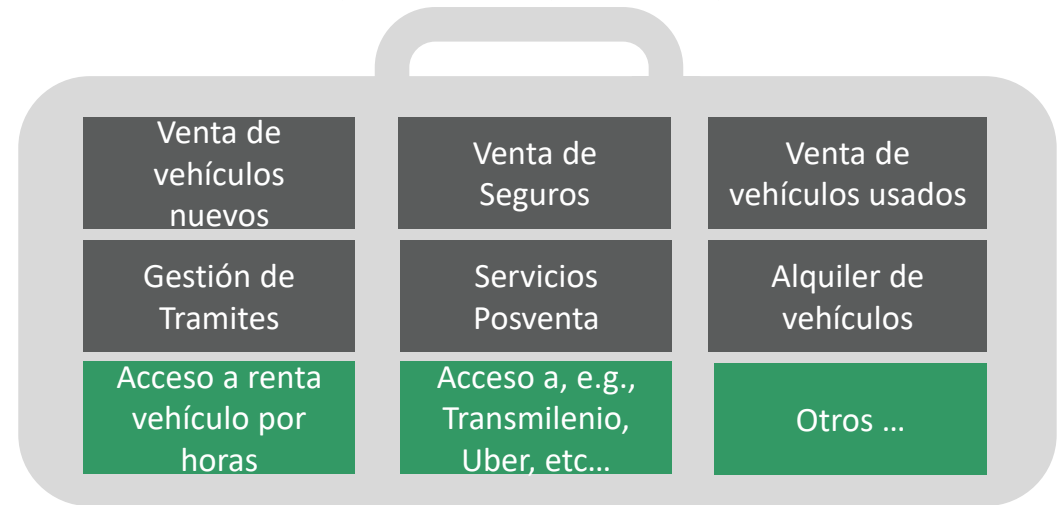 Venta de
vehículos
nuevos
Venta de
Seguros
Venta de
vehículos usados
Gestión de
Tramites
Servicios
Posventa
Alquiler de
vehículos
Acceso a renta
vehículo por
horas
Acceso a, e.g.,
Transmilenio,
Uber, etc...
Otros ...